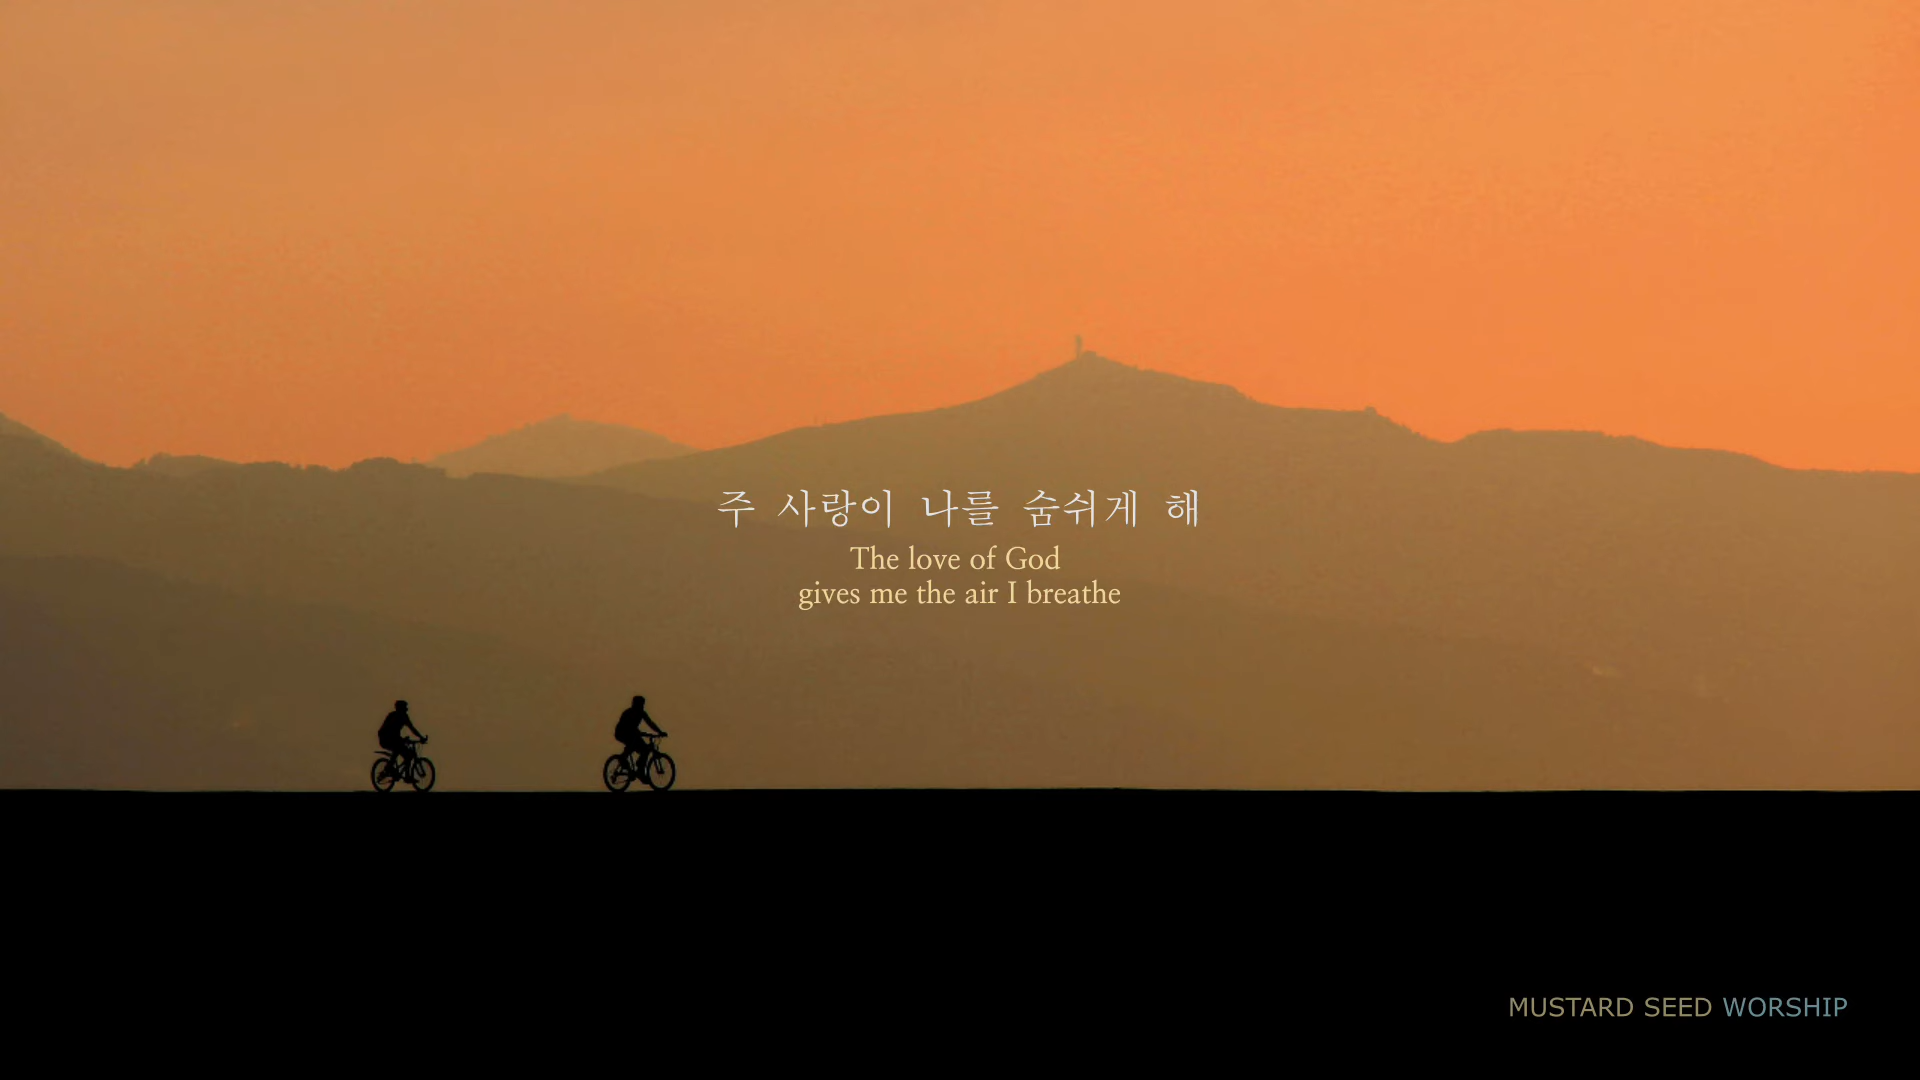 주 사랑이 나를 숨쉬게 해
The love of God
gives me the air I breathe
MUSTARD SEED WORSHIP